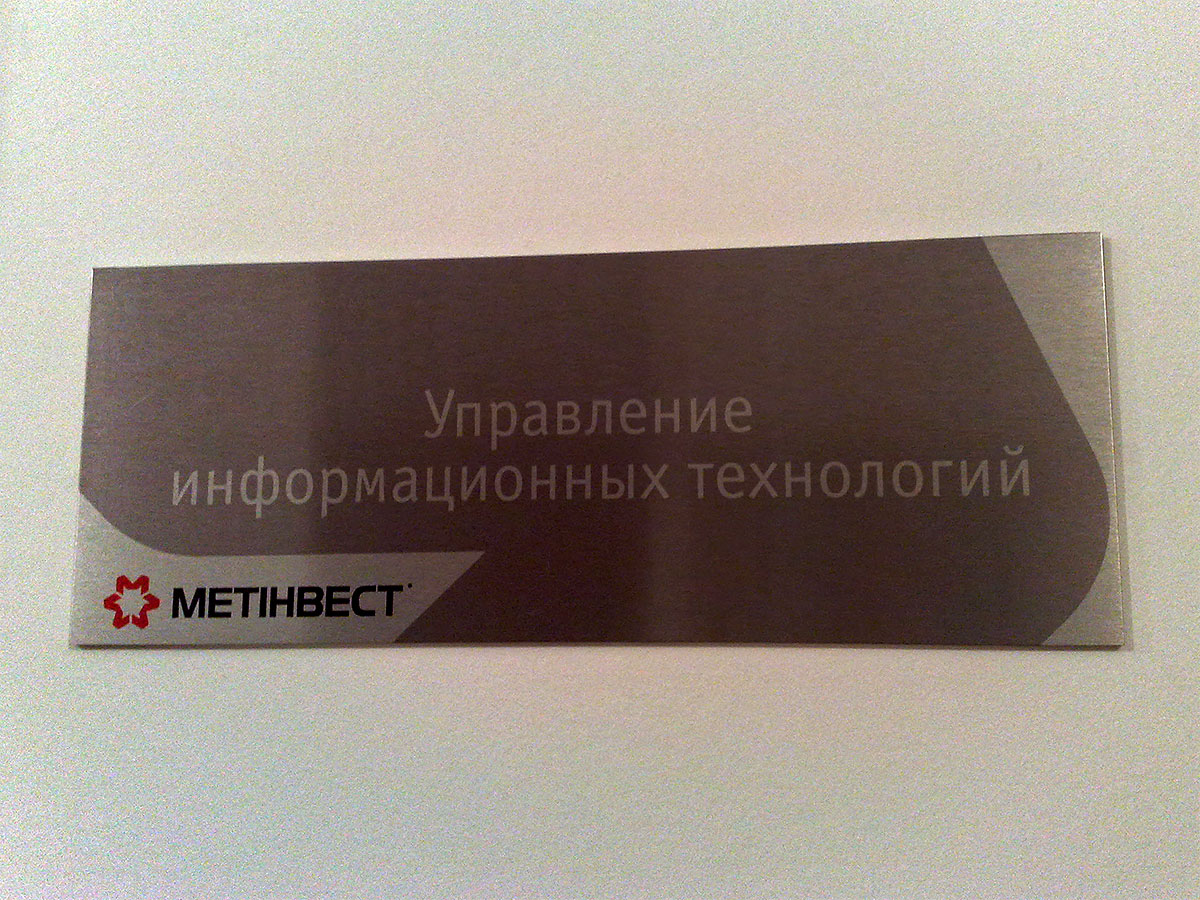 Управление
информационных технологий
МЕТІНВЕСТ